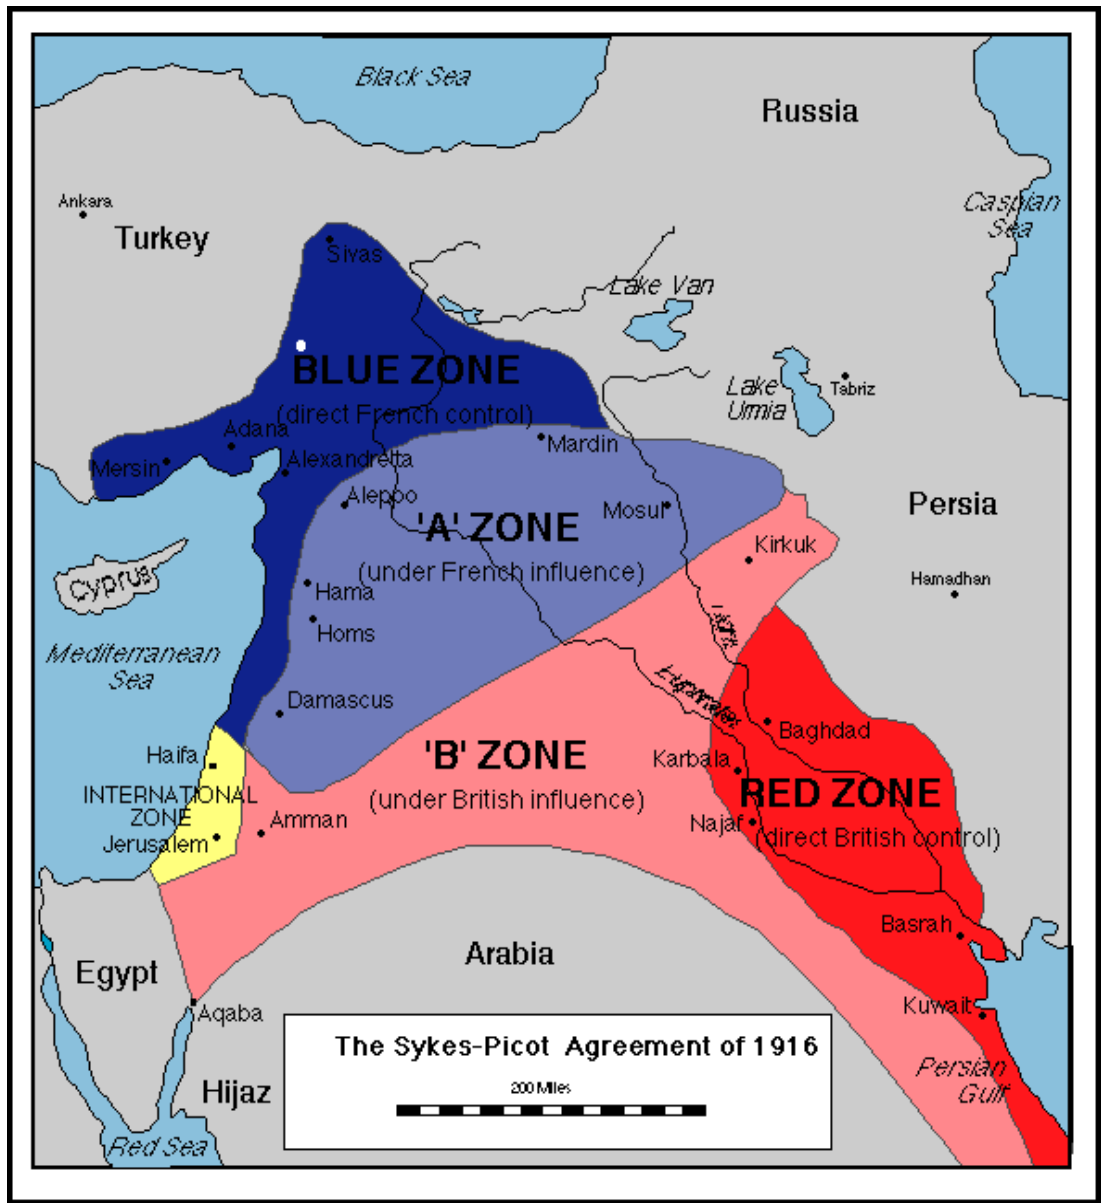 Black Sea
Russia
Caspian
Sea
Ankara
Turkey
Sivas
Lake Van
BLUE ZONE
(direct French control)
Lake
Urmia
Tabriz
Adana
Mardin
Mersin
Alexandretta
Aleppo
Mosul
Persia
'A' ZONE
(under French influence)
Kirkuk
Cyprus
Hamadhan
Hama
Homs
Tigris
Mediterranean
Sea
Euphrates
Damascus
Baghdad
Haifa
'B' ZONE
(under British influence)
Karbala
INTERNATIONAL
ZONE
RED ZONE
(direct British control)
Amman
Najaf
Jerusalem
Basrah
Arabia
Egypt
Aqaba
Kuwait
The Sykes-Picot Agreement of 1916
200 Miles
Persian
Gulf
Hijaz
Red Sea